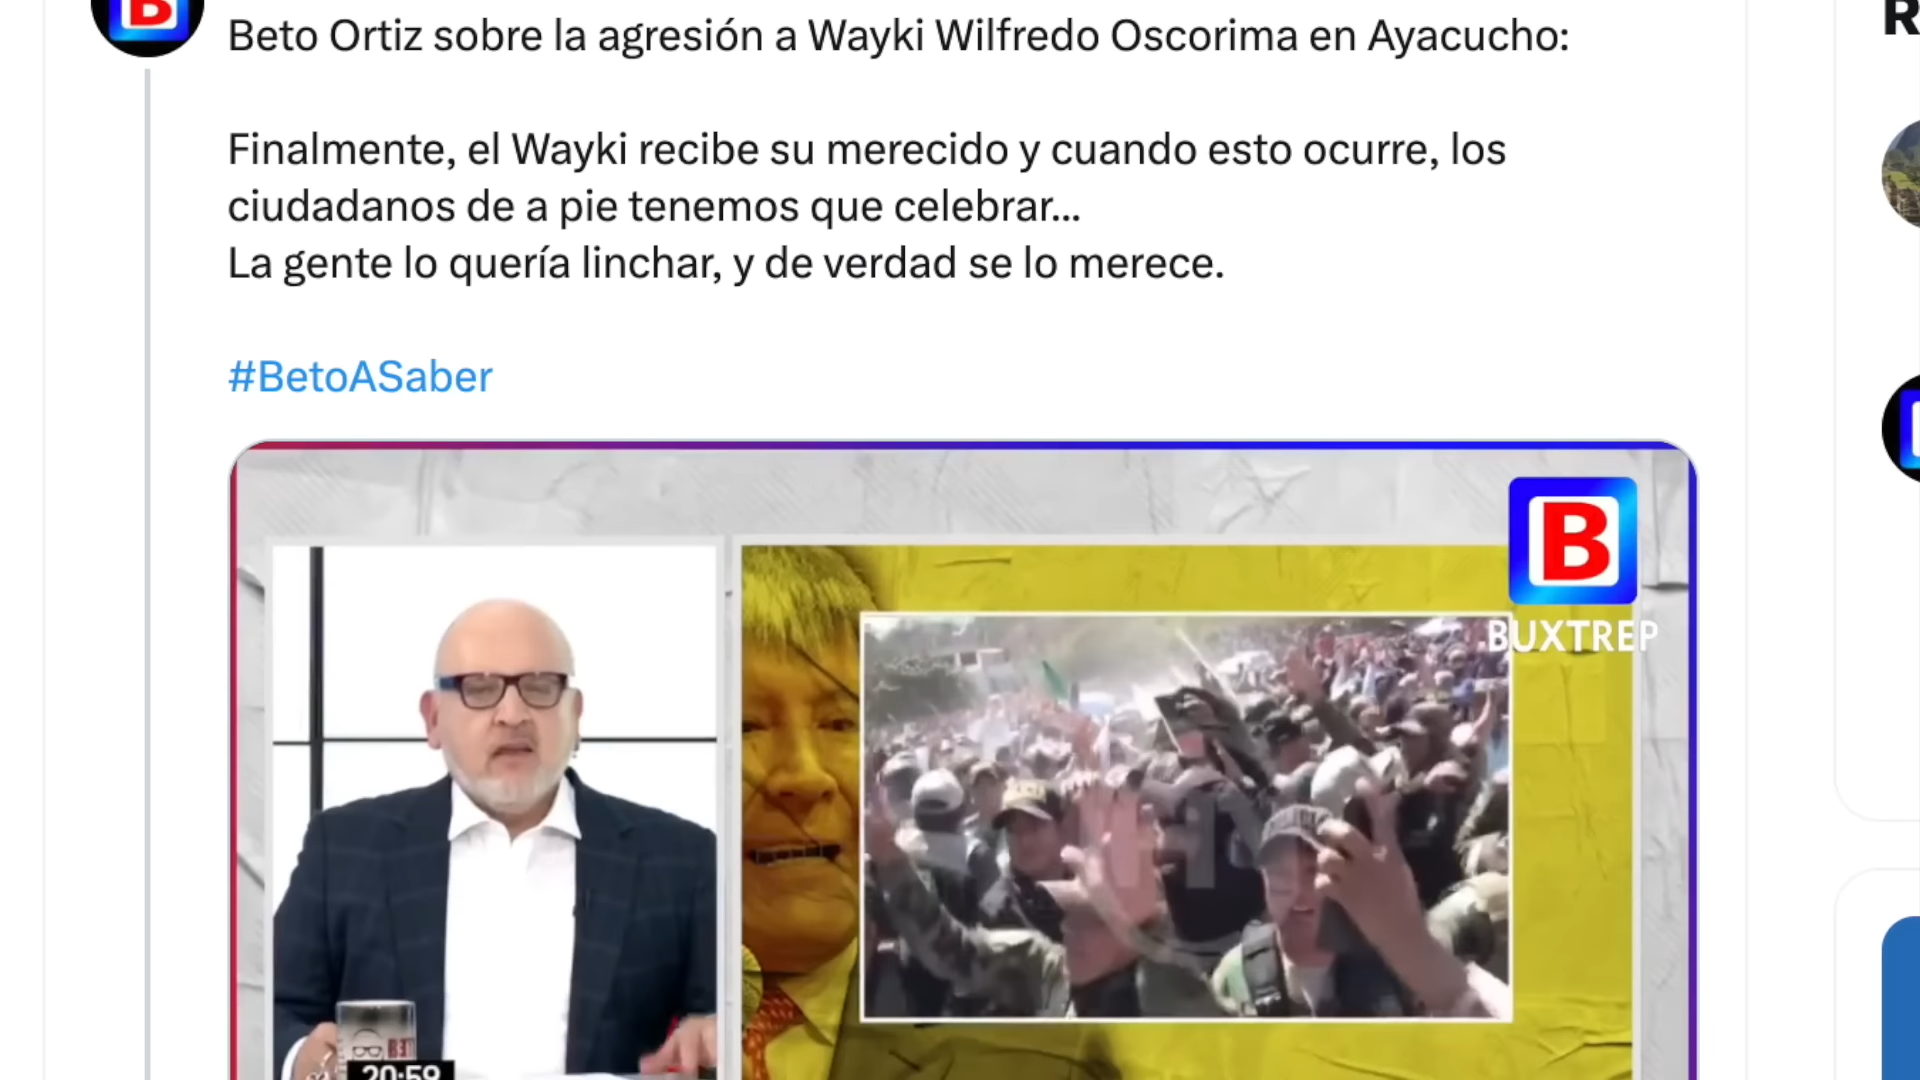 B
Beto Ortiz sobre la agresión a Wayki Wilfredo Oscorima en Ayacucho:
Finalmente, el Wayki recibe su merecido y cuando esto ocurre, los
ciudadanos de a pie tenemos que celebrar...
La gente lo quería linchar, y de verdad se lo merece.
#BetoASaber
B
BUXTREP
20:59
R